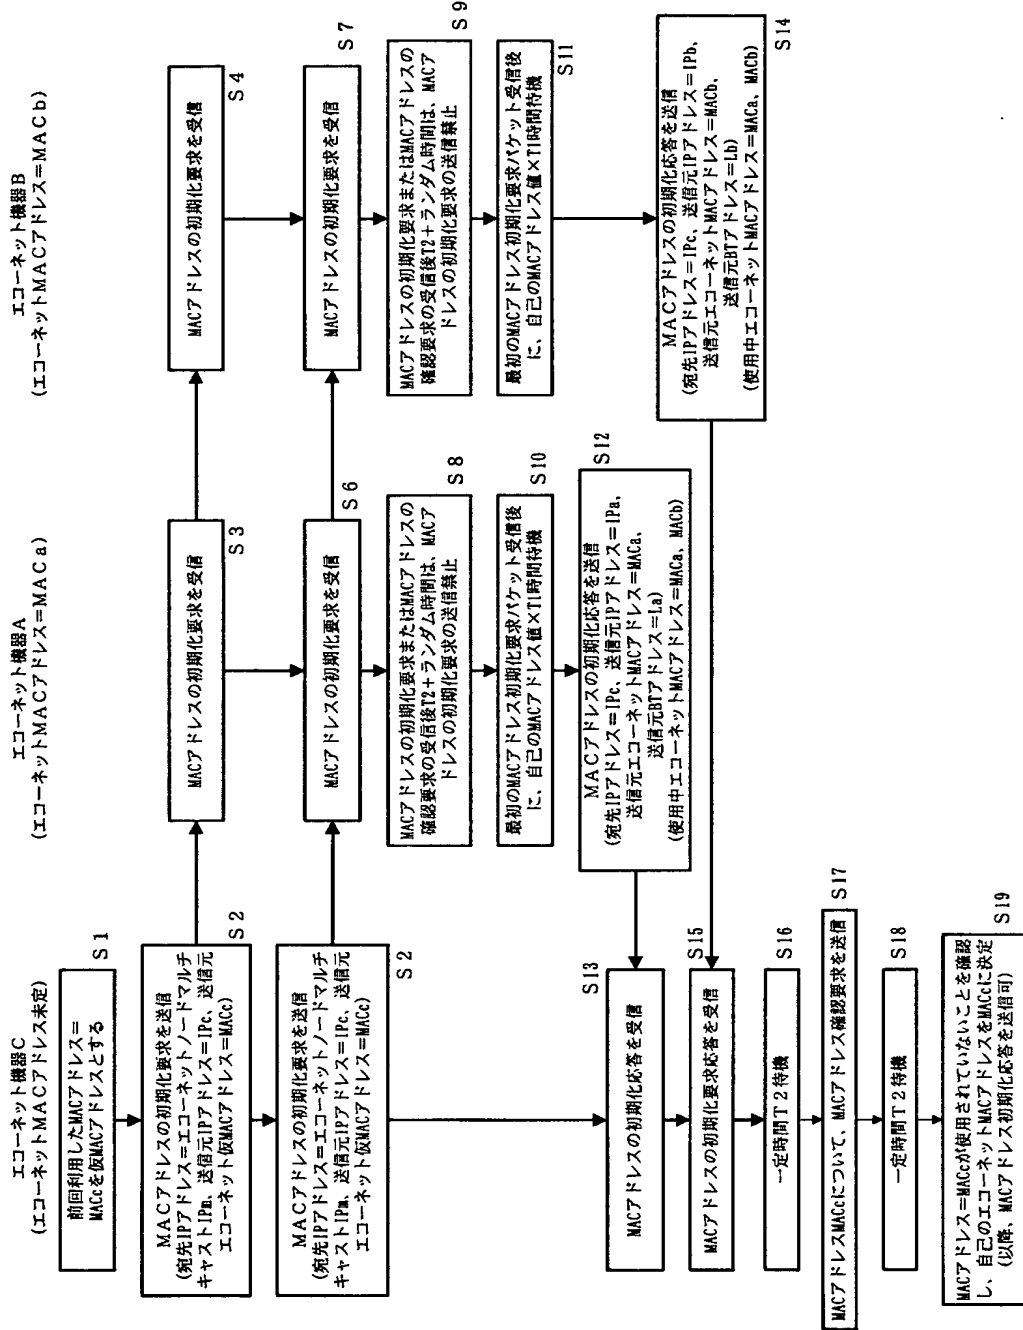 エコーネット機器C
(エコーネットMACアドレス未定)
前回利用したMACアドレス=
MACcを仮MACアドレスとする
S1
MACアドレスの初期化要求を送信
(宛先IPアドレス=エコーネットノードマルチ
キャストIPm、送信元IPアドレス=IPc、送信元
エコーネット仮MACアドレス=MACc)
S2
MACアドレスの初期化要求を送信
(宛先IPアドレス=エコーネットノードマルチ
キャストIPm、送信元IPアドレス=IPc、送信元
エコーネット仮MACアドレス=MACc)
S2
MACアドレスの初期化応答を受信
S13
MACアドレスの初期化要求応答を受信
S15
一定時間T2待機
S16
MACアドレスMACcについて、MACアドレス確認要求を送信
S17
一定時間T2待機
S18
MACアドレス=MACcが使用されていないことを確認
し、自己のエコーネットMACアドレスをMACcに決定
(以降、MACアドレス初期化応答を送信可)
S19
エコーネット機器A
(エコーネットMACアドレス=MACa)
MACアドレスの初期化要求を受信
S3
MACアドレスの初期化要求を受信
S6
MACアドレスの初期化要求またはMACアドレスの
確認要求の受信後T2+ランダム時間は、MACア
ドレスの初期化要求の送信禁止
S8
最初のMACアドレス初期化要求パケット受信後
に、自己のMACアドレス値×T1時間待機
S10
MACアドレスの初期化応答を送信
(宛先IPアドレス=IPc、送信元IPアドレス=IPa、
送信元エコーネットMACアドレス=MACa、
送信元BTアドレス=La)
(使用中エコーネットMACアドレス=MACa、MACb)
S12
エコーネット機器B
(エコーネットMACアドレス=MACb)
MACアドレスの初期化要求を受信
S4
MACアドレスの初期化要求を受信
S7
MACアドレスの初期化要求またはMACアドレスの
確認要求の受信後T2+ランダム時間は、MACア
ドレスの初期化要求の送信禁止
S9
最初のMACアドレス初期化要求パケット受信後
に、自己のMACアドレス値×T1時間待機
S11
MACアドレスの初期化応答を送信
(宛先IPアドレス=IPc、送信元IPアドレス=IPb、
送信元エコーネットMACアドレス=MACb、
送信元BTアドレス=Lb)
(使用中エコーネットMACアドレス=MACa、MACb)
S14